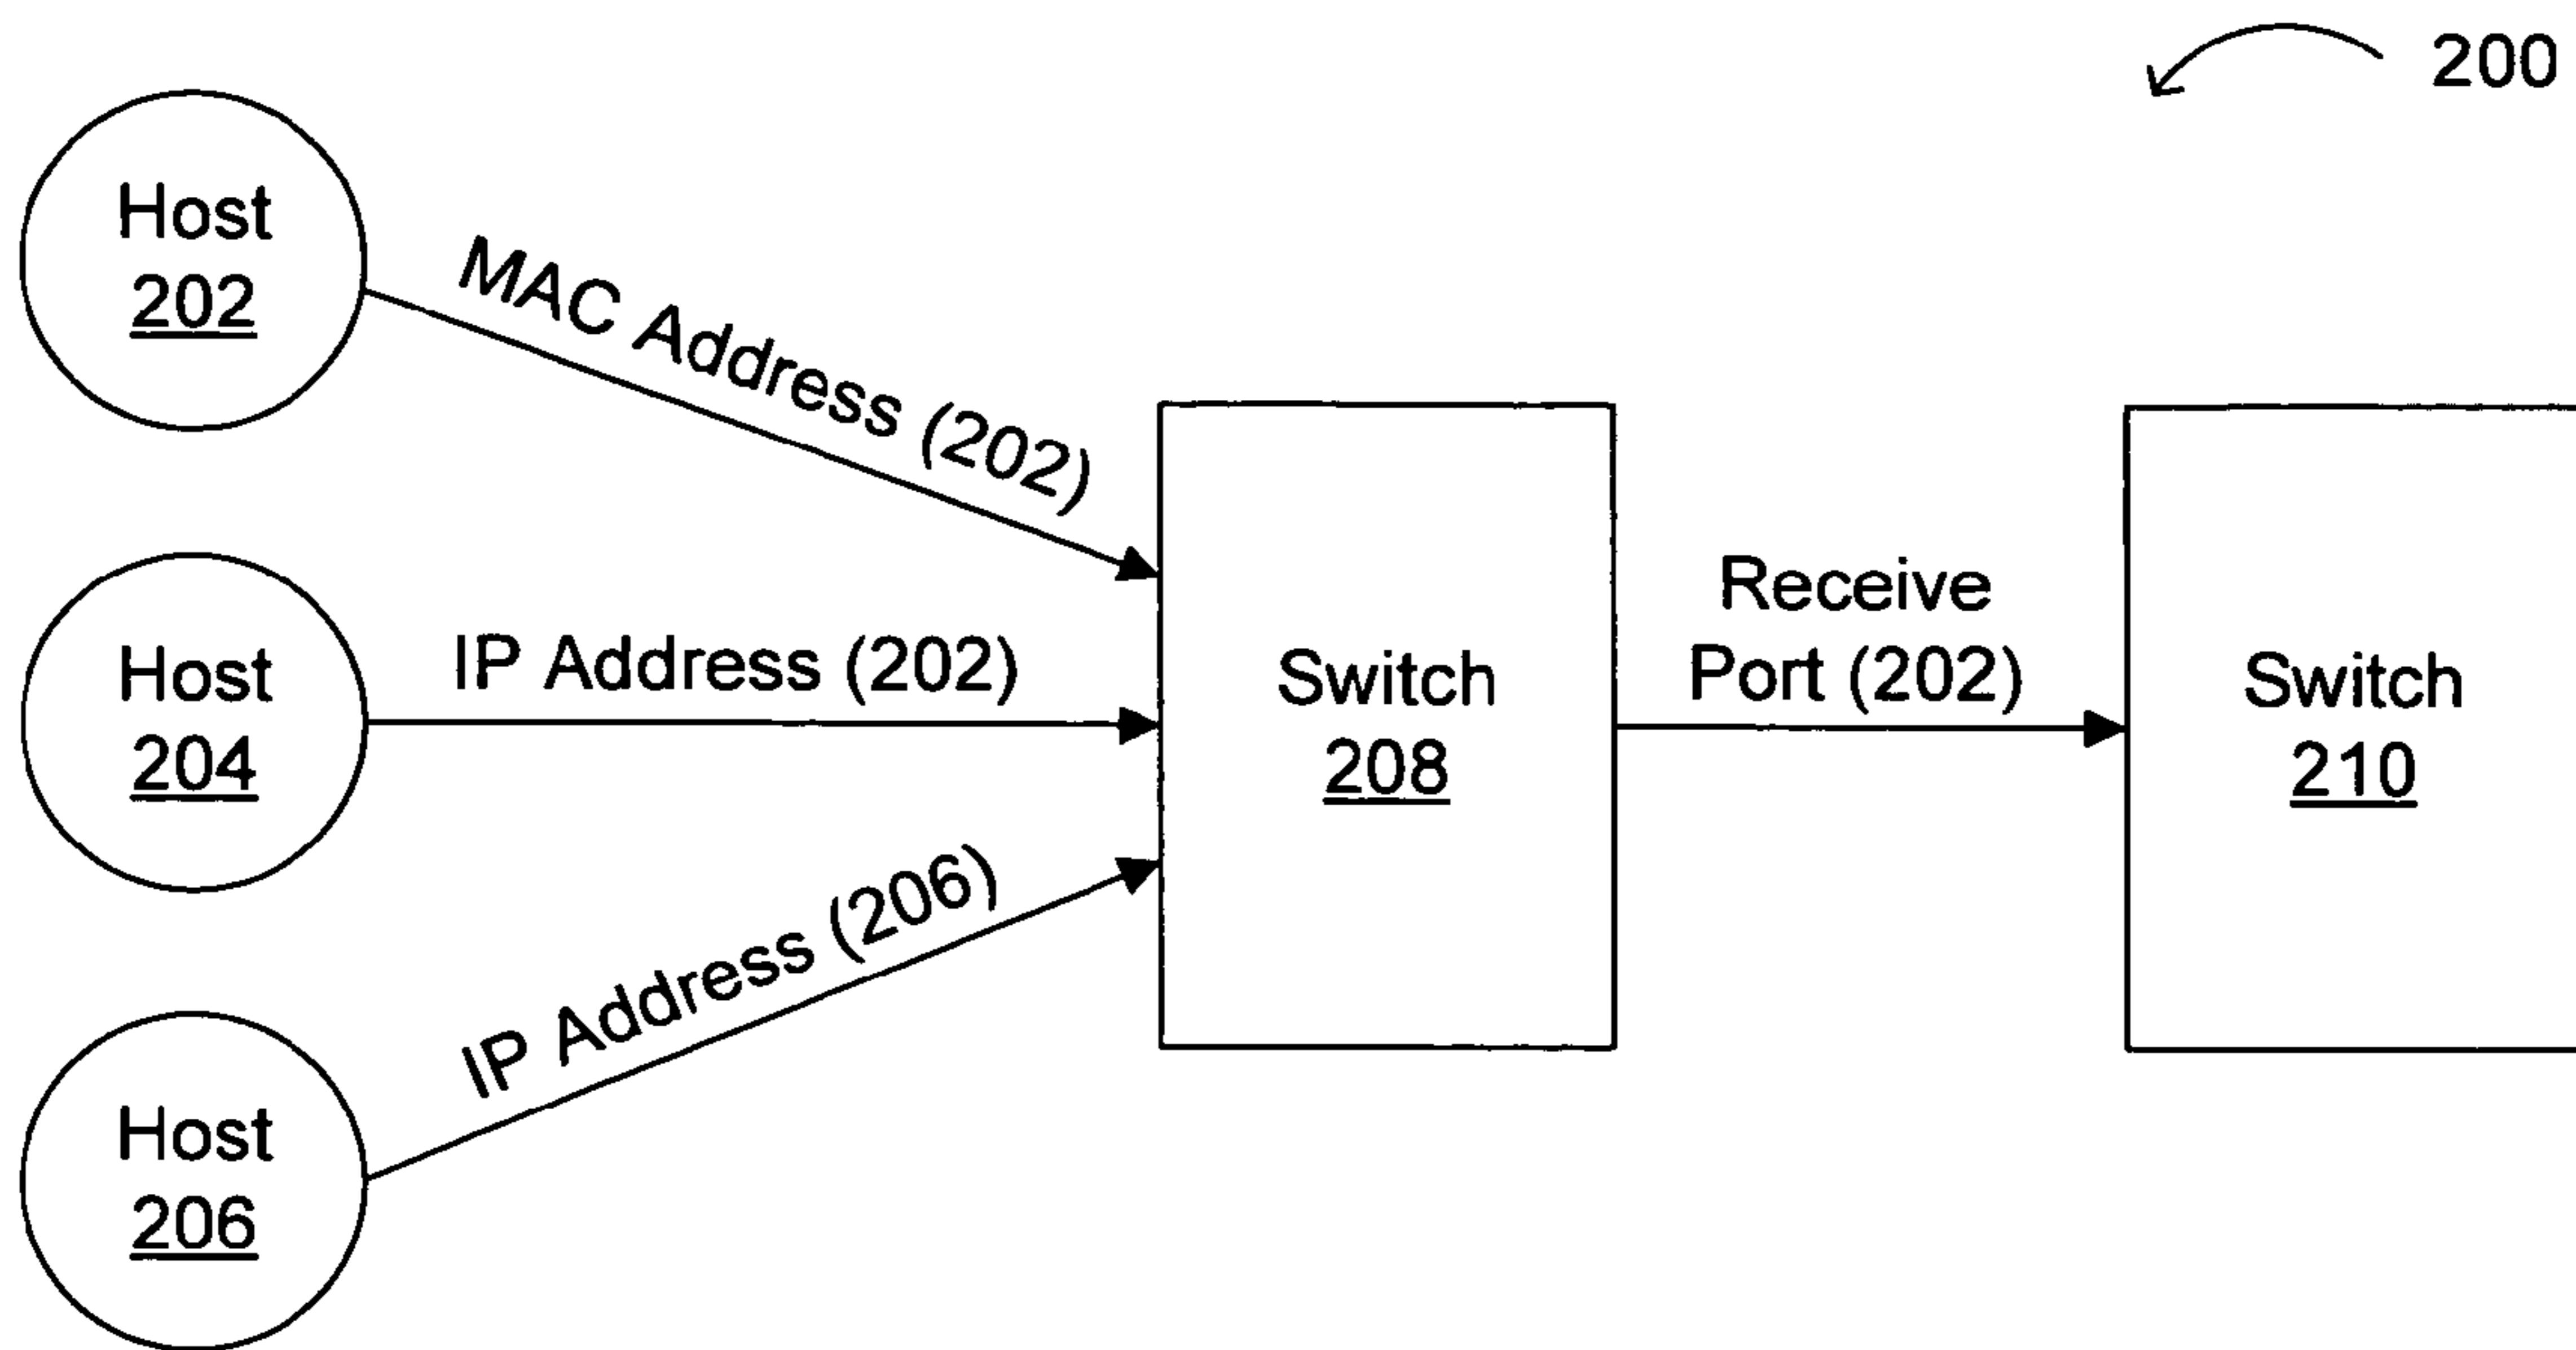 200
Host
202
MAC Address (202)
Host
204
IP Address (202)
Host
206
IP Address (206)
Switch
208
Receive
Port (202)
Switch
210